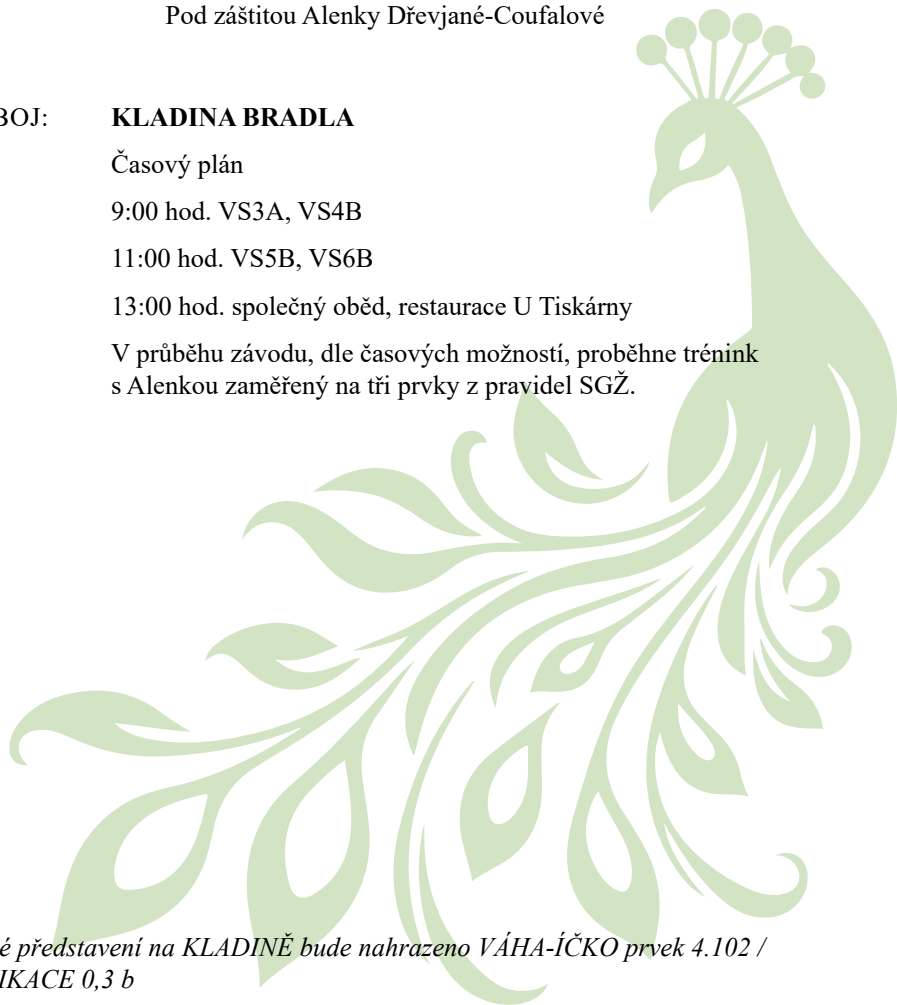 Pod záštitou Alenky Dřevjané-Coufalové
BOJ: KLADINA BRADLA
Časový plán
9:00 hod. VS3A, VS4B
11:00 hod. VS5B, VS6B
13:00 hod. společný oběd, restaurace U Tiskárny
V průběhu závodu, dle časových možností, proběhne trénink
s Alenkou zaměřený na tři prvky z pravidel SGŽ.
é představení na KLADINĚ bude nahrazeno VÁHA-ÍČKO prvek 4.102 /
IKACE 0,3 b